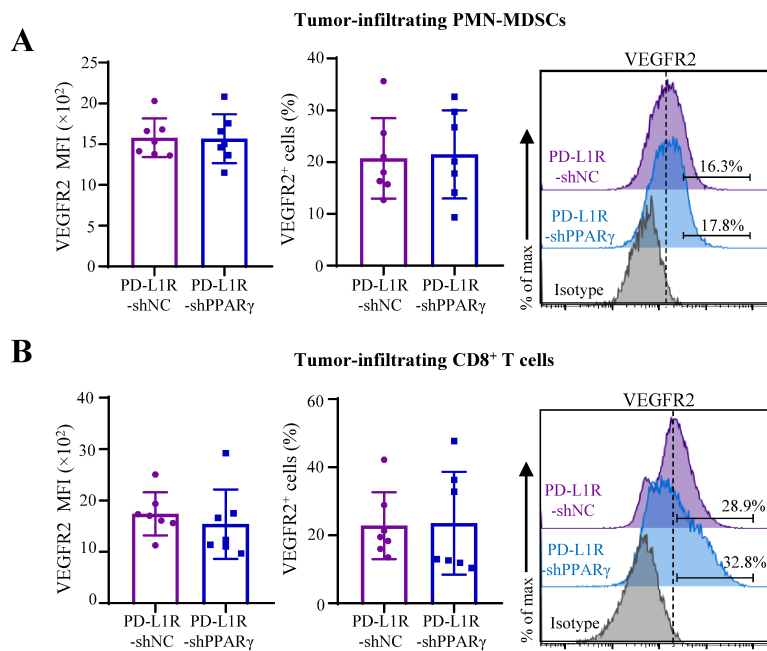 Tumor-infiltrating PMN-MDSCs
A
VEGFR2 MFI (×10²)
25
20
15
10
5
0
PD-L1R
-shNC
PD-L1R
-shPPARγ
VEGFR2⁺ cells (%)
40
30
20
10
0
PD-L1R
-shNC
PD-L1R
-shPPARγ
VEGFR2
% of max
PD-L1R
-shNC
16.3%
PD-L1R
-shPPARγ
17.8%
Isotype
B
Tumor-infiltrating CD8⁺ T cells
VEGFR2 MFI (×10²)
40
30
20
10
0
PD-L1R
-shNC
PD-L1R
-shPPARγ
VEGFR2⁺ cells (%)
60
40
20
0
PD-L1R
-shNC
PD-L1R
-shPPARγ
VEGFR2
% of max
PD-L1R
-shNC
28.9%
PD-L1R
-shPPARγ
32.8%
Isotype